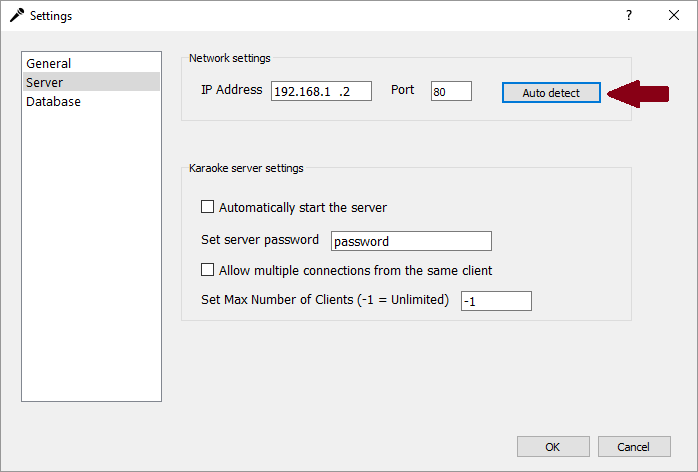 Settings
?
General
Server
Database
Network settings
IP Address 192.168.1 .2 Port 80 Auto detect
Karaoke server settings
Automatically start the server
Set server password password
Allow multiple connections from the same client
Set Max Number of Clients (-1 = Unlimited) -1
OK Cancel